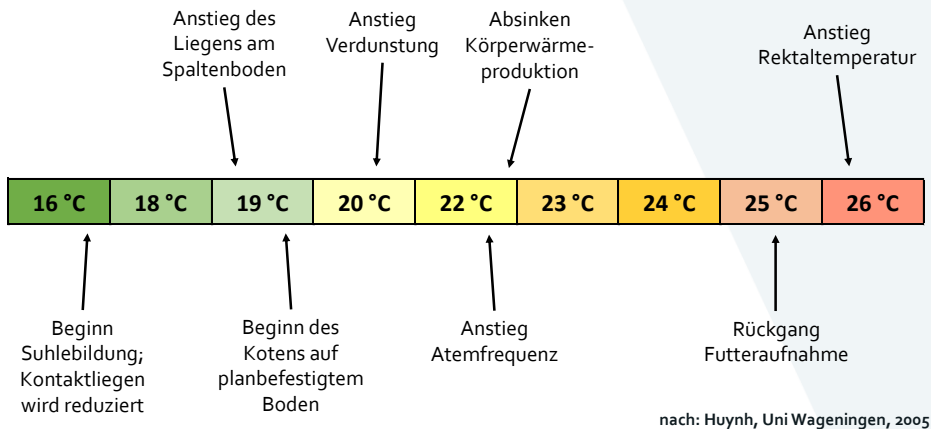 Anstieg des
Liegens am
Spaltenboden
Anstieg
Verdunstung
Absinken
Körperwärme-
produktion
Anstieg
Rektaltemperatur
16 °C 18 °C 19 °C 20 °C 22 °C 23 °C 24 °C 25 °C 26 °C
Beginn
Suhlebildung;
Kontaktliegen
wird reduziert
Beginn des
Kotens auf
planbefestigtem
Boden
Anstieg
Atemfrequenz
Rückgang
Futteraufnahme
nach: Huynh, Uni Wageningen, 2005